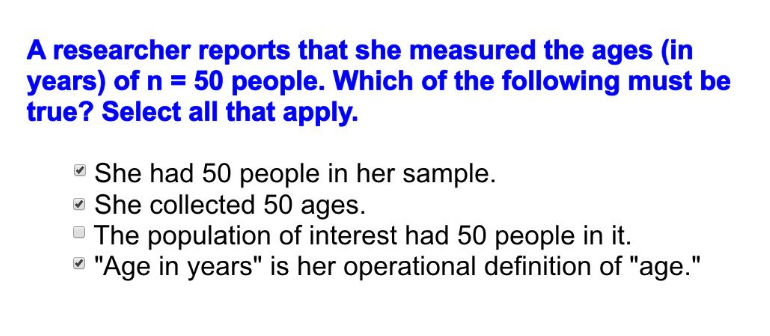 A researcher reports that she measured the ages (in
years) of n = 50 people. Which of the following must be
true? Select all that apply.
She had 50 people in her sample.
She collected 50 ages.
The population of interest had 50 people in it.
"Age in years" is her operational definition of "age."